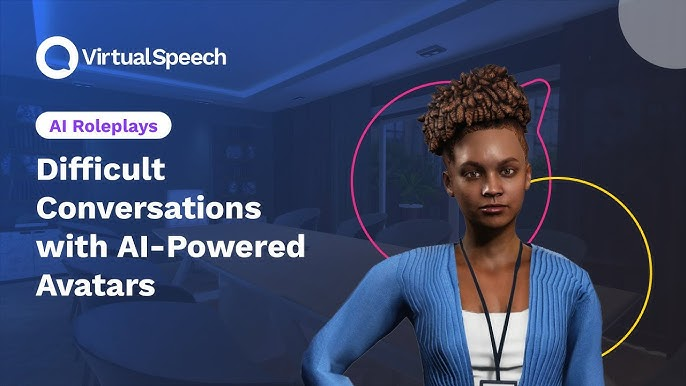 VirtualSpeech
AI Roleplays
Difficult
Conversations
with AI-Powered
Avatars